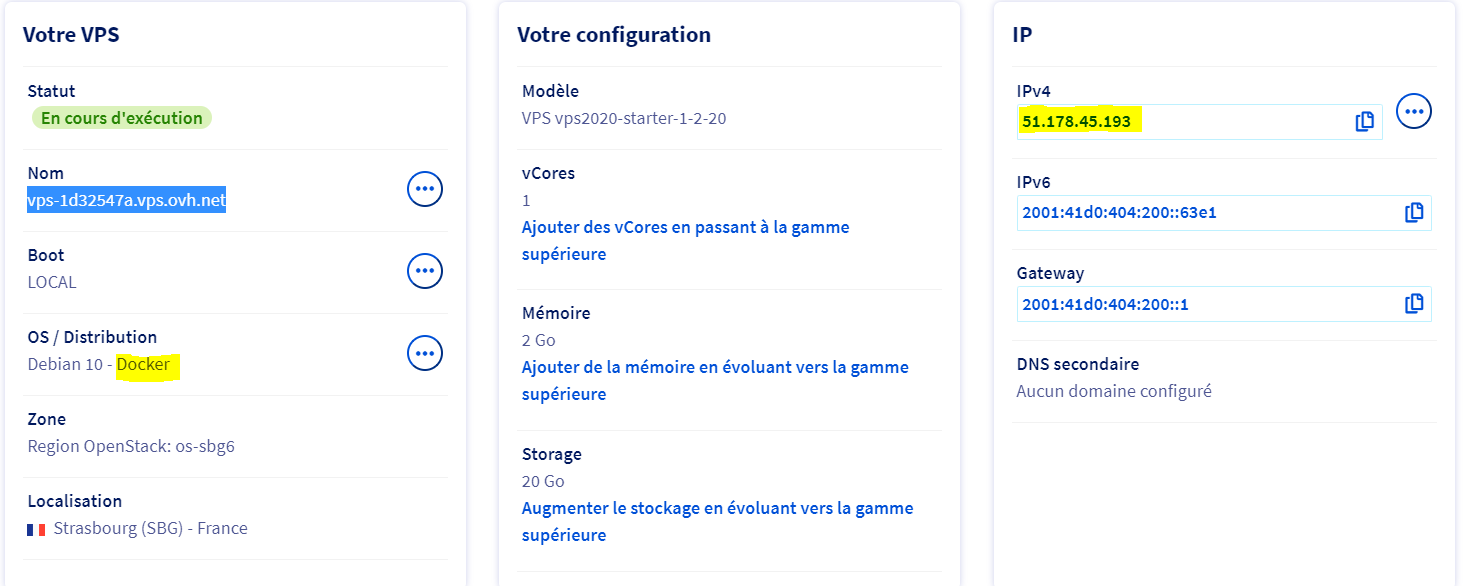 Votre VPS
Statut
En cours d'exécution
Nom
vps-1d32547a.vps.ovh.net
Boot
LOCAL
OS / Distribution
Debian 10 - Docker
Zone
Region OpenStack: os-sbg6
Localisation
Strasbourg (SBG) - France
Votre configuration
Modèle
VPS vps2020-starter-1-2-20
vCores
1
Ajouter des vCores en passant à la gamme
supérieure
Mémoire
2 Go
Ajouter de la mémoire en évoluant vers la gamme
supérieure
Storage
20 Go
Augmenter le stockage en évoluant vers la gamme
supérieure
IP
IPv4
51.178.45.193
IPv6
2001:41d0:404:200::63e1
Gateway
2001:41d0:404:200::1
DNS secondaire
Aucun domaine configuré